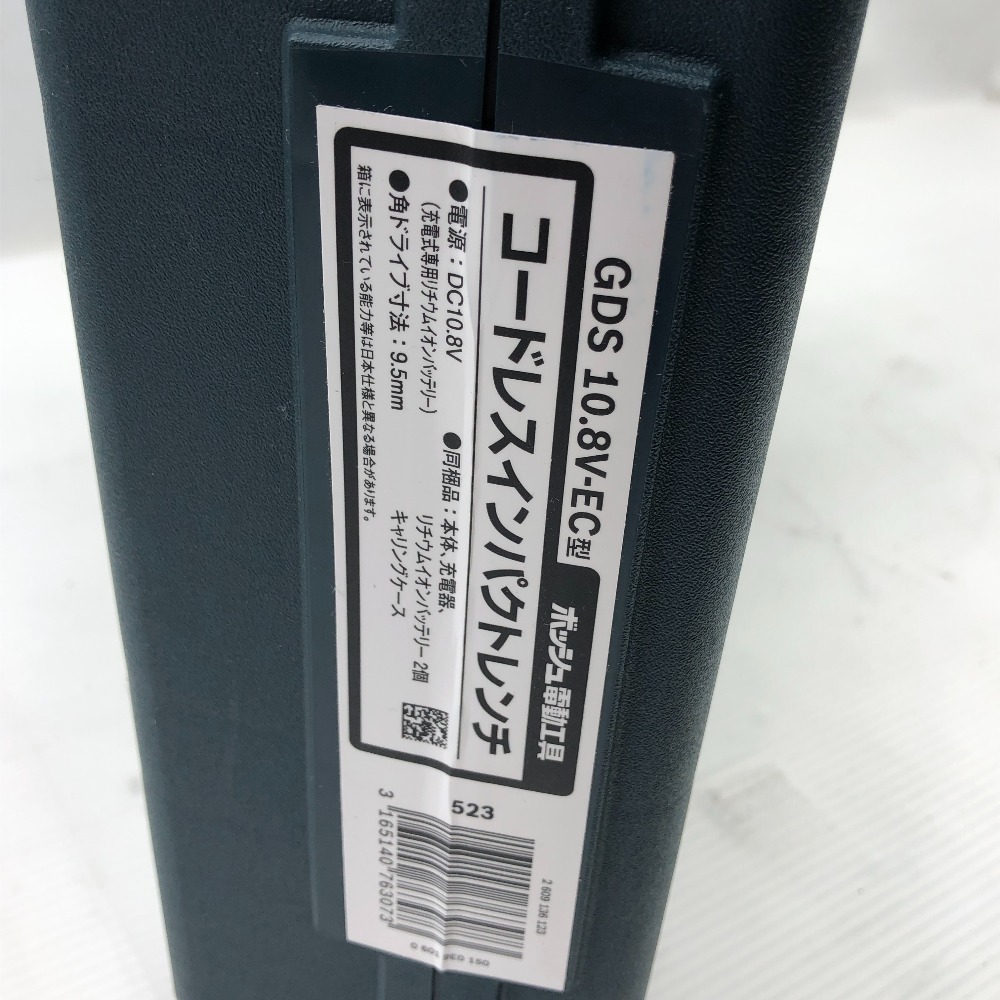 GDS 10.8V-EC型
ボッシュ電動工具
コードレスインパクトレンチ
●電源：DC10.8V
（充電式専用リチウムイオンバッテリー）
●角ドライブ寸法：9.5mm
●同梱品：本体、充電器、
リチウムイオンバッテリー 2個
キャリングケース
箱に表示されている能力等は日本仕様と異なる場合があります。
523
2 609 136 123
3 165140 763073